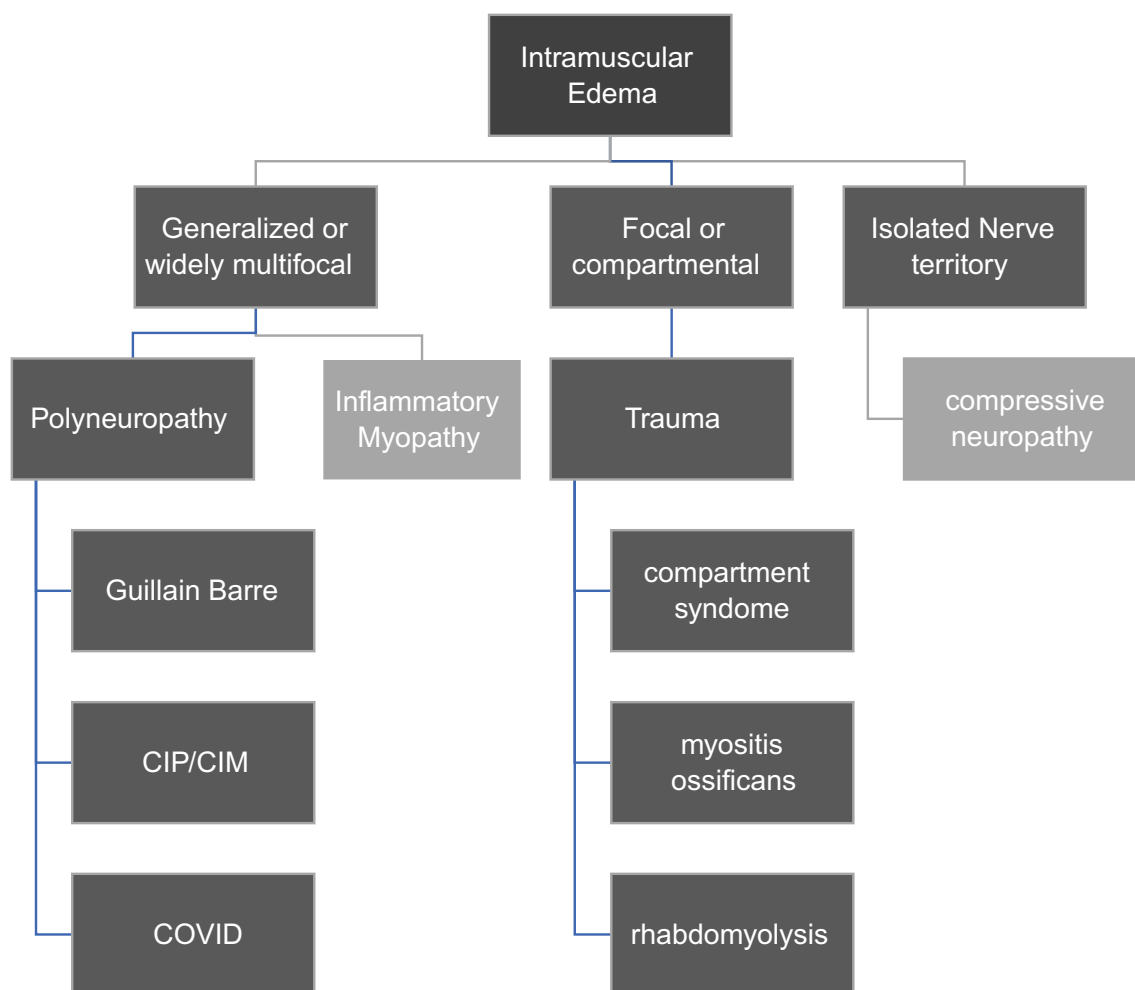 Intramuscular
Edema
Generalized or
widely multifocal
Focal or
compartmental
Isolated Nerve
territory
Polyneuropathy
Inflammatory
Myopathy
Trauma
compressive
neuropathy
Guillain Barre
compartment
syndome
CIP/CIM
myositis
ossificans
COVID
rhabdomyolysis